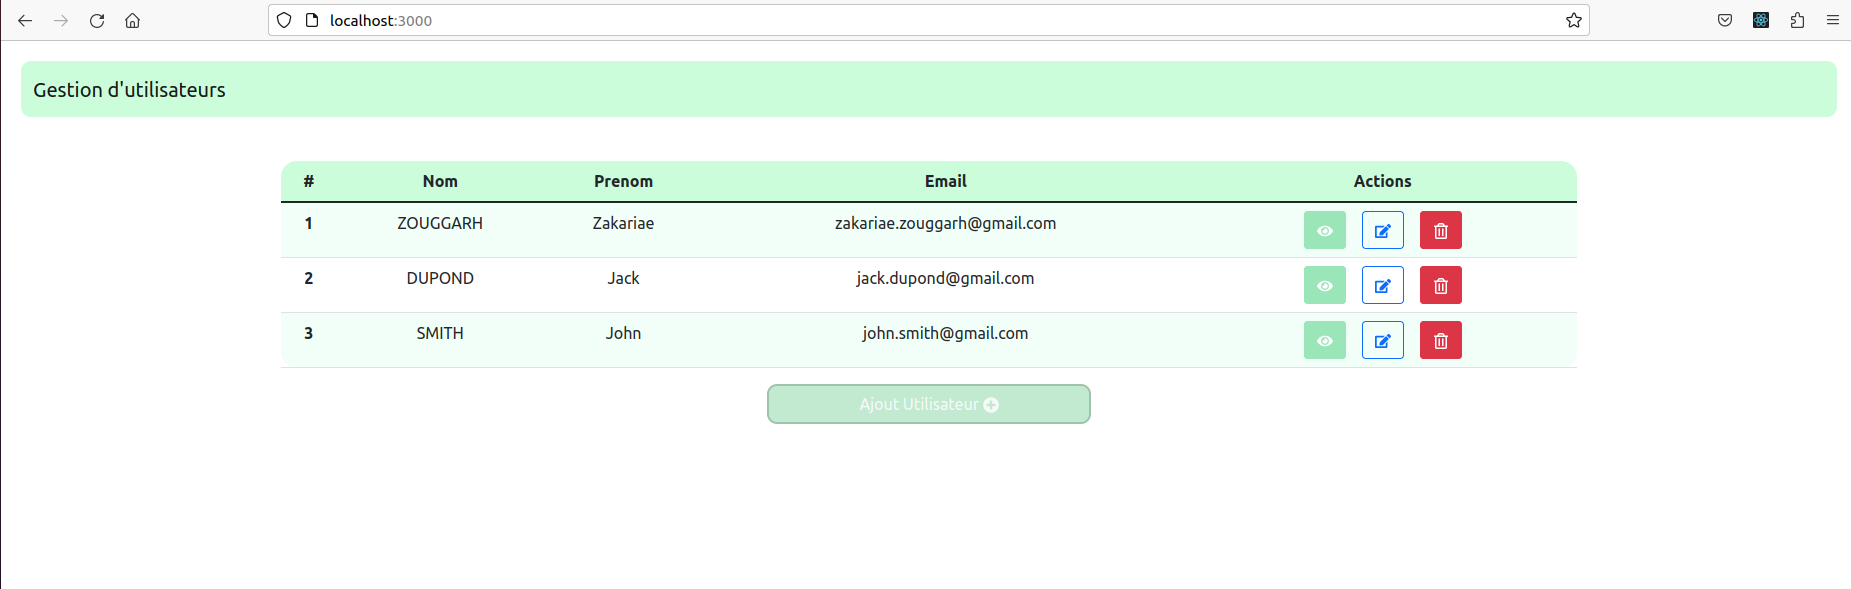 localhost:3000
Gestion d'utilisateurs
# Nom Prenom Email Actions
1 ZOUGGARH Zakariae zakariae.zouggarh@gmail.com
2 DUPOND Jack jack.dupond@gmail.com
3 SMITH John john.smith@gmail.com
Ajout Utilisateur